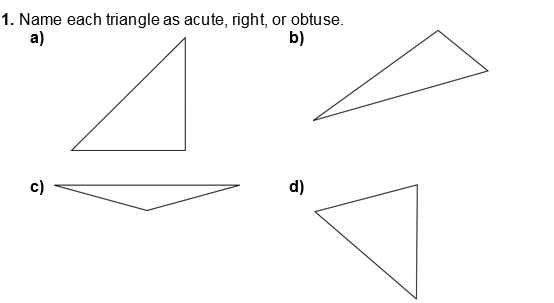 1. Name each triangle as acute, right, or obtuse.
a) b)
c) d)